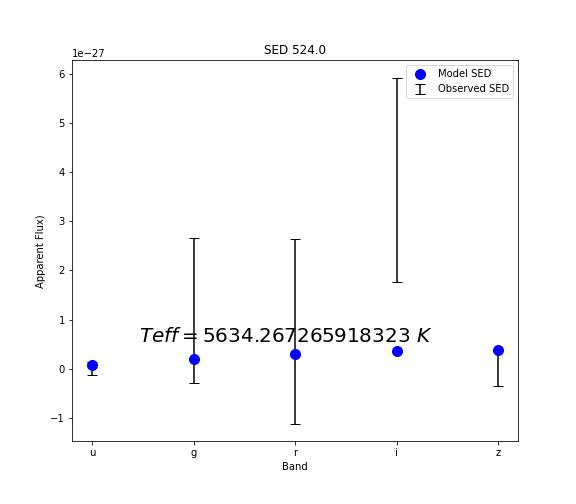 SED 524.0
1e−27
Model SED
Observed SED
6
5
4
3
2
1
0
−1
Apparent Flux)
Teff = 5634.267265918323 K
u g r i z
Band